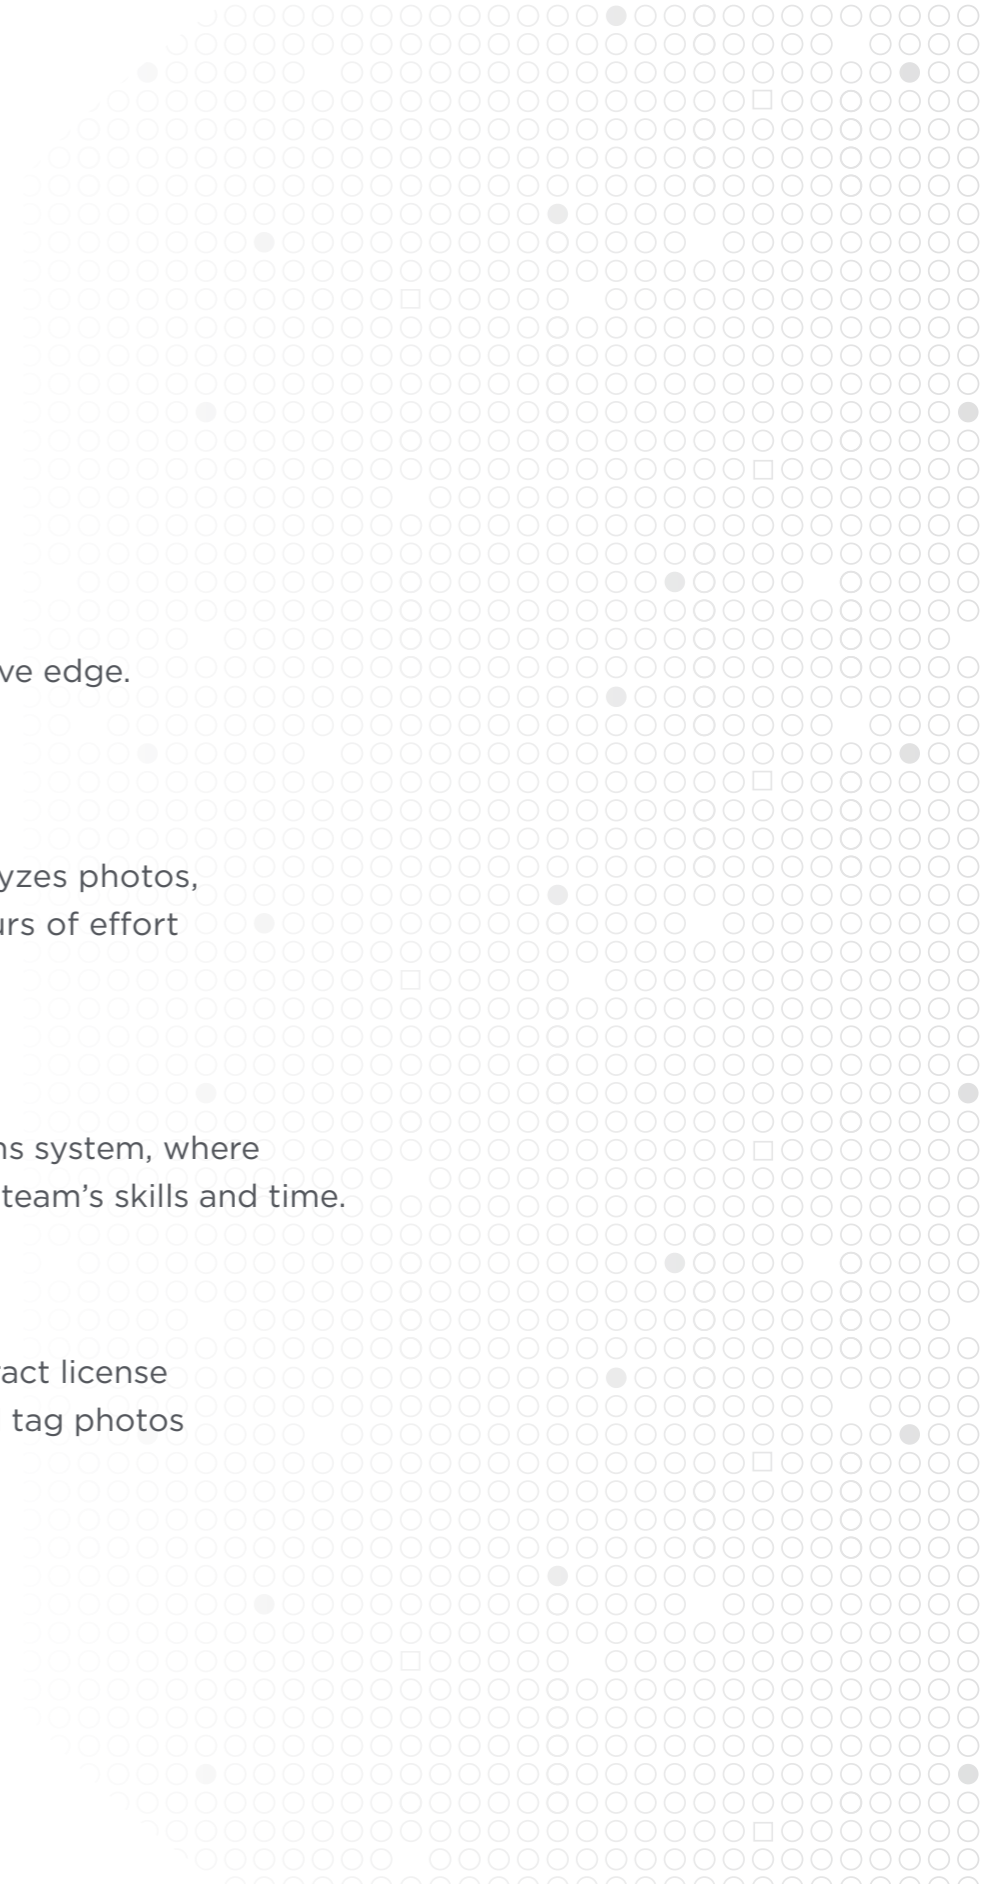 ve edge.
yzes photos,
urs of effort
ns system, where
team’s skills and time.
act license
tag photos